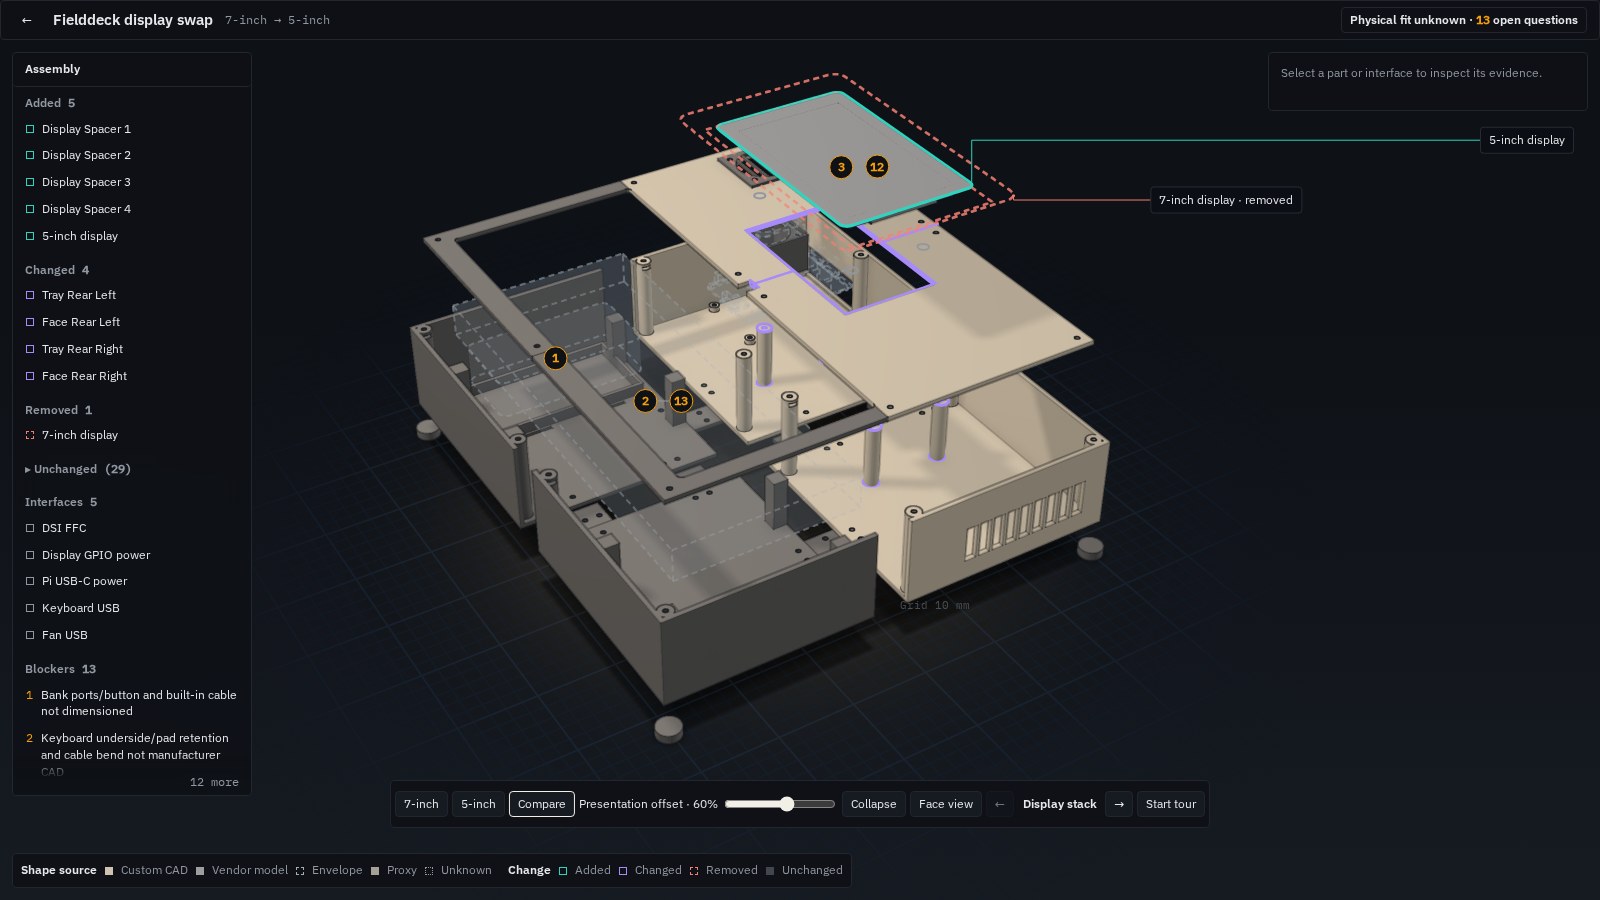 ← Fielddeck display swap 7-inch → 5-inch
Physical fit unknown · 13 open questions
Assembly
Added 5
Display Spacer 1
Display Spacer 2
Display Spacer 3
Display Spacer 4
5-inch display
Changed 4
Tray Rear Left
Face Rear Left
Tray Rear Right
Face Rear Right
Removed 1
7-inch display
▸ Unchanged (29)
Interfaces 5
DSI FFC
Display GPIO power
Pi USB-C power
Keyboard USB
Fan USB
Blockers 13
1 Bank ports/button and built-in cable
not dimensioned
2 Keyboard underside/pad retention
and cable bend not manufacturer
CAD
12 more
Select a part or interface to inspect its evidence.
5-inch display
7-inch display · removed
3 12
1
2 13
Grid 10 mm
7-inch 5-inch Compare Presentation offset · 60% Collapse Face view ← Display stack → Start tour
Shape source Custom CAD Vendor model Envelope Proxy Unknown Change Added Changed Removed Unchanged